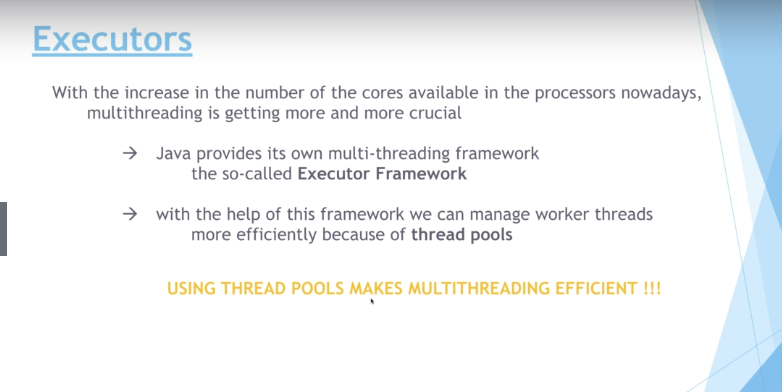 Executors
With the increase in the number of the cores available in the processors nowadays,
multithreading is getting more and more crucial
→ Java provides its own multi-threading framework
the so-called Executor Framework
→ with the help of this framework we can manage worker threads
more efficiently because of thread pools
USING THREAD POOLS MAKES MULTITHREADING EFFICIENT !!!